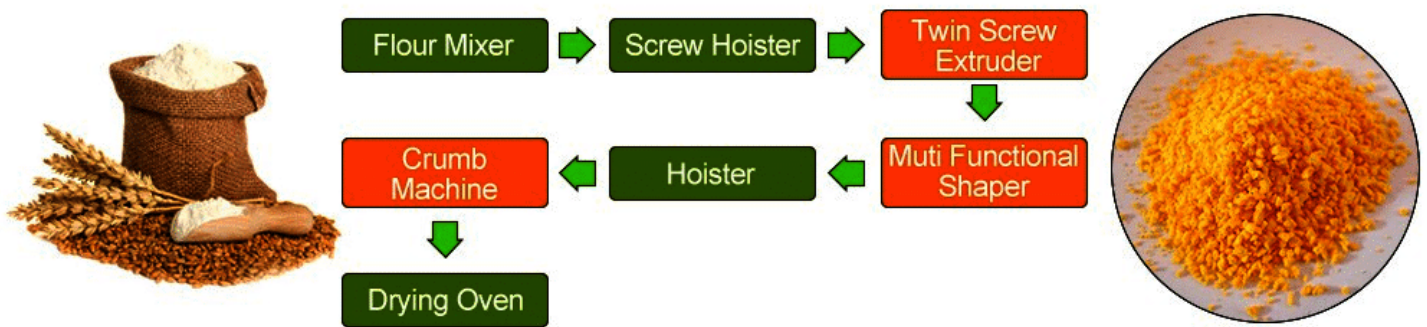 Flour Mixer
Screw Hoister
Twin Screw
Extruder
Muti Functional
Shaper
Hoister
Crumb
Machine
Drying Oven